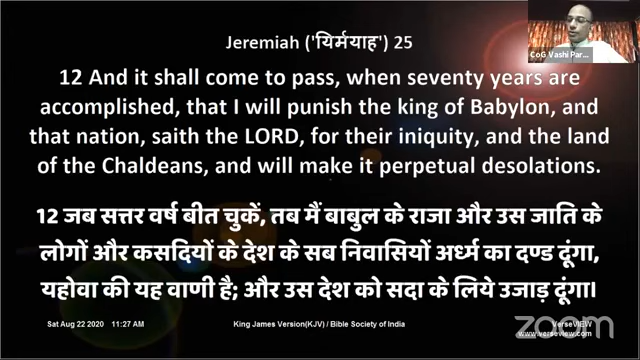 CoG Vashi Par...
Jeremiah ('यिर्मयाह') 25
12 And it shall come to pass, when seventy years are
accomplished, that I will punish the king of Babylon, and
that nation, saith the LORD, for their iniquity, and the land
of the Chaldeans, and will make it perpetual desolations.
12 जब सत्तर वर्ष बीत चुकें, तब मैं बाबुल के राजा और उस जाति के
लोगों और कसदियों के देश के सब निवासियों अर्ध्म का दण्ड दूंगा,
यहोवा की यह वाणी है; और उस देश को सदा के लिये उजाड़ दूंगा।
Sat Aug 22 2020 11:27 AM King James Version(KJV) / Bible Society of India VerseVIEW
www.verseview.com
zoom